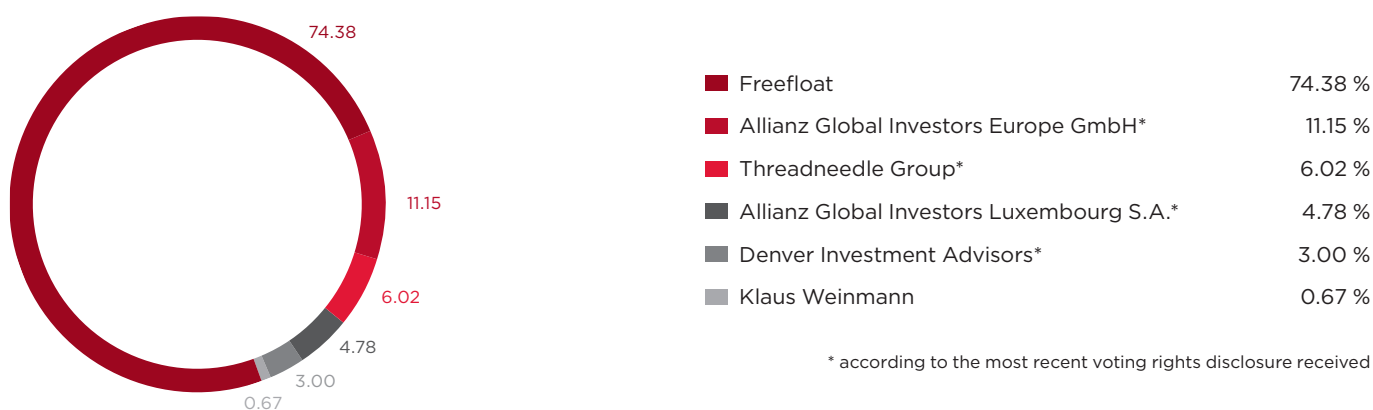 74.38
11.15
6.02
4.78
3.00
0.67
Freefloat 74.38 %
Allianz Global Investors Europe GmbH* 11.15 %
Threadneedle Group* 6.02 %
Allianz Global Investors Luxembourg S.A.* 4.78 %
Denver Investment Advisors* 3.00 %
Klaus Weinmann 0.67 %
* according to the most recent voting rights disclosure received